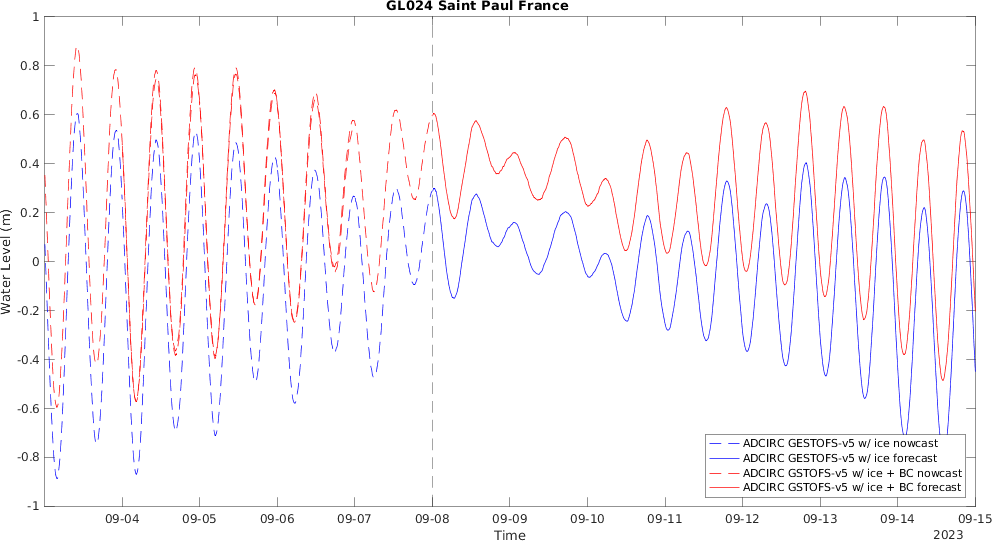 GL024 Saint Paul France
Water Level (m)
1
0.8
0.6
0.4
0.2
0
-0.2
-0.4
-0.6
-0.8
-1
ADCIRC GESTOFS-v5 w/ ice nowcast
ADCIRC GESTOFS-v5 w/ ice forecast
ADCIRC GSTOFS-v5 w/ ice + BC nowcast
ADCIRC GSTOFS-v5 w/ ice + BC forecast
09-04 09-05 09-06 09-07 09-08 09-09 09-10 09-11 09-12 09-13 09-14 09-15
Time
2023